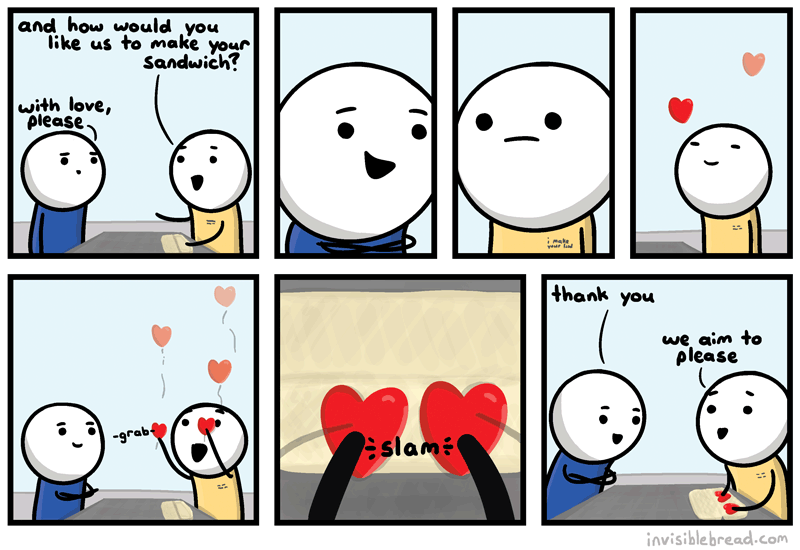 and how would you
like us to make your
sandwich?
with love,
please
i make
your food
-grab-
slam
thank you
we aim to
please
invisiblebread.com